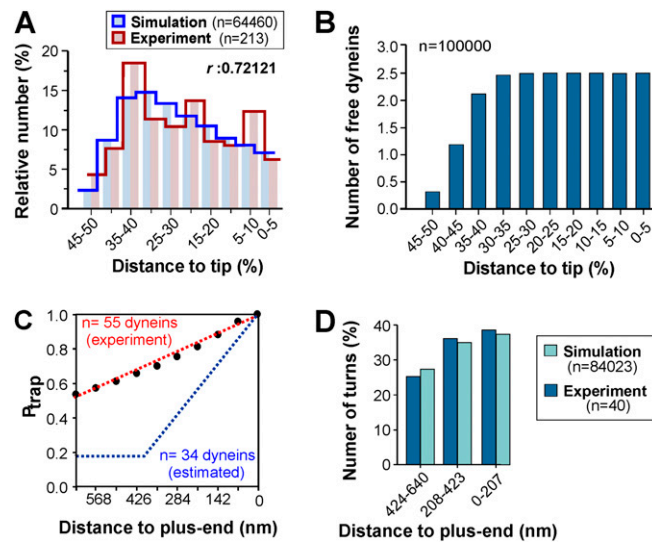 A
Simulation (n=64460)
Experiment (n=213)
r :0.72121
Relative number (%)
20
15
10
5
0
45-50
35-40
25-30
15-20
5-10
0-5
Distance to tip (%)
B
n=100000
Number of free dyneins
3.0
2.5
2.0
1.5
1.0
0.5
0.0
45-50
40-45
35-40
30-35
25-30
20-25
15-20
10-15
5-10
0-5
Distance to tip (%)
C
n= 55 dyneins
(experiment)
Ptrap
1.0
0.8
0.6
0.4
0.2
0
n= 34 dyneins
(estimated)
568
426
284
142
0
Distance to plus-end (nm)
D
Numer of turns (%)
40
30
20
10
0
424-640
208-423
0-207
Distance to plus-end (nm)
Simulation
(n=84023)
Experiment
(n=40)